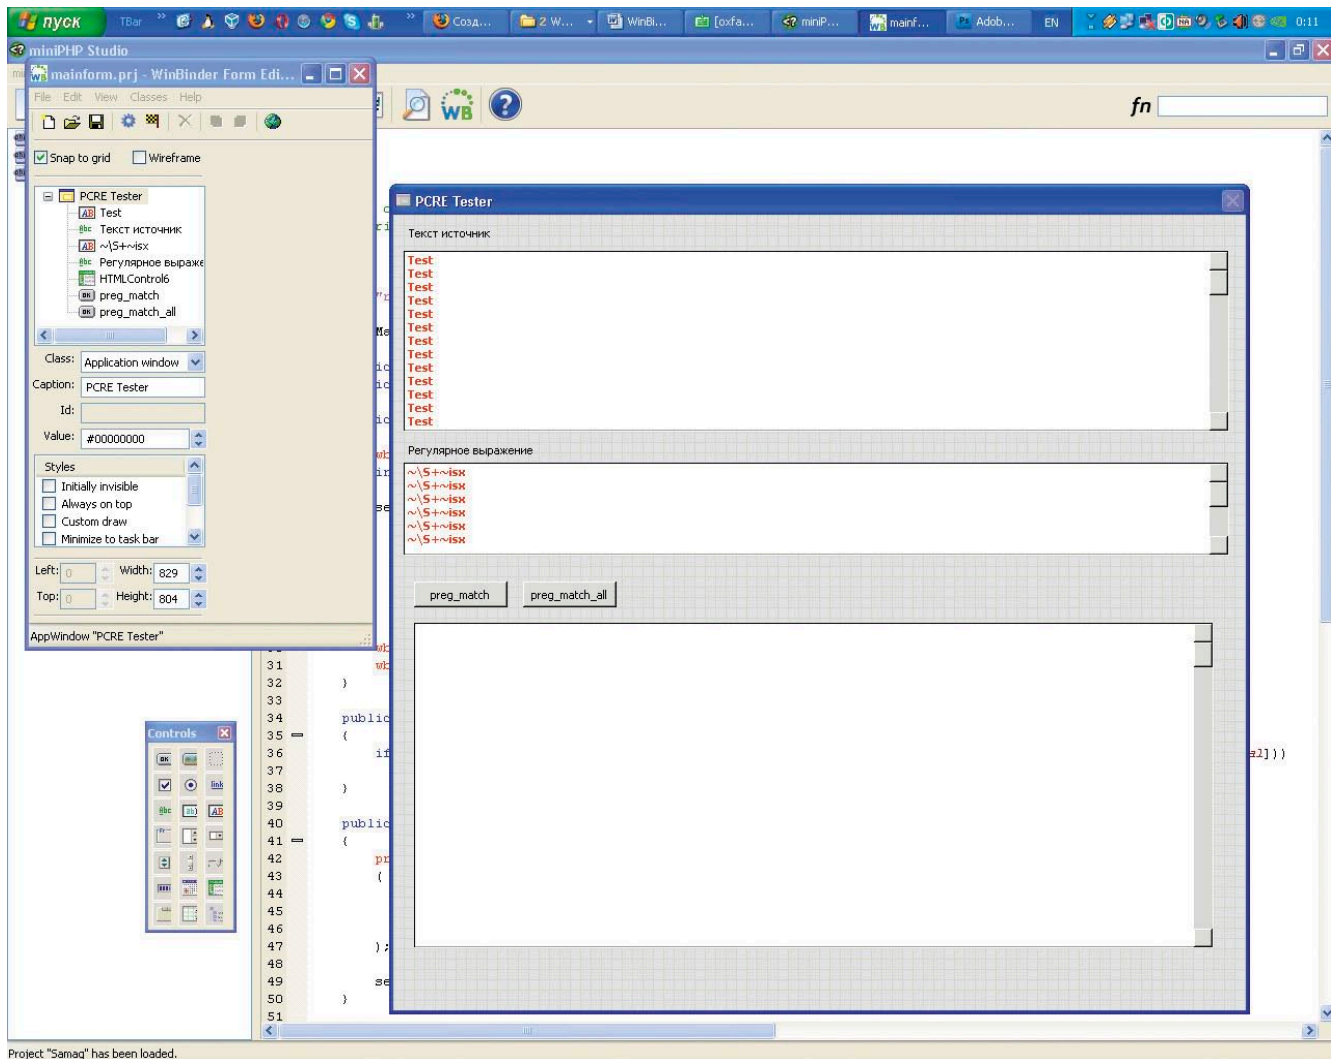 пуск
TBar
Созд...
2 W...
WinBi...
[oxfa...
miniP...
mainf...
Adob...
EN
0:11
miniPHP Studio
mainform.prj - WinBinder Form Edi...
File Edit View Classes Help
fn
Snap to grid Wireframe
PCRE Tester
Test
Текст источник
~\S+~isx
Регулярное выраже
HTMLControl6
preg_match
preg_match_all
Class: Application window
Caption: PCRE Tester
Id:
Value: #00000000
Styles
Initially invisible
Always on top
Custom draw
Minimize to task bar
Left: 0 Width: 829
Top: 0 Height: 804
AppWindow "PCRE Tester"
PCRE Tester
Текст источник
Test
Test
Test
Test
Test
Test
Test
Test
Test
Test
Test
Test
Test
Регулярное выражение
~\S+~isx
~\S+~isx
~\S+~isx
~\S+~isx
~\S+~isx
~\S+~isx
preg_match preg_match_all
Controls
31 wb
32 }
33
34 public
35 {
36 if al]))
37
38 }
39
40 public
41 {
42 pr
43 (
44
45
46
47 );
48
49 se
50 }
51
Project "Samag" has been loaded.